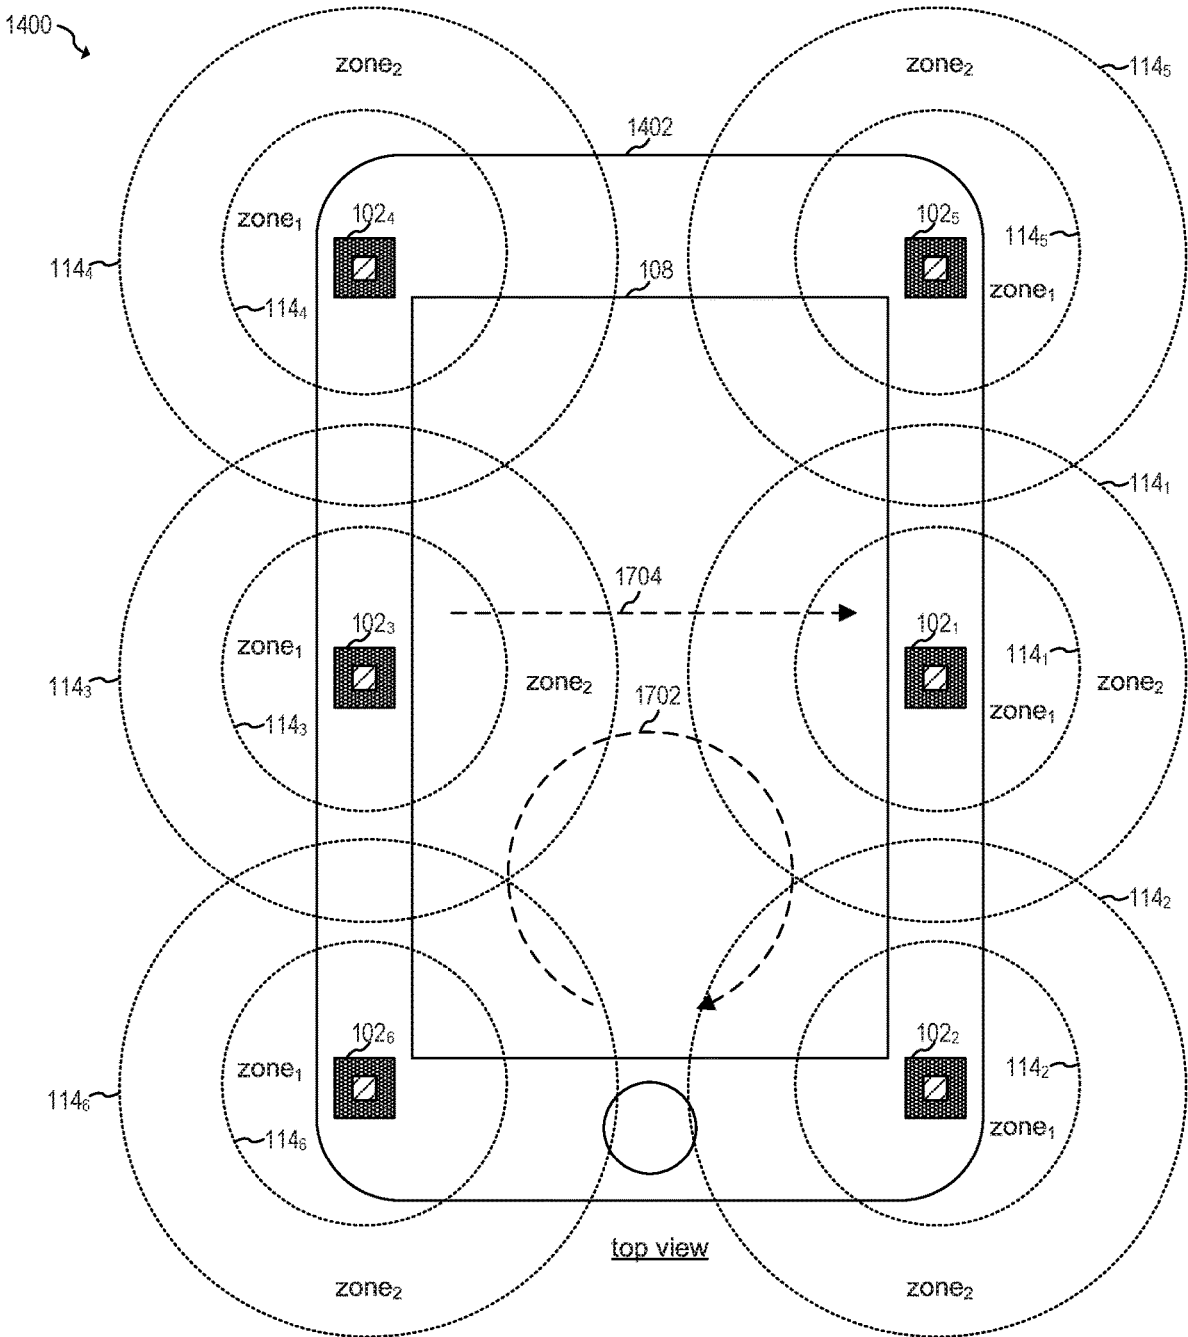 1400
zone₂ zone₂ 114₅
1402
zone₁ 102₄ 102₅ 114₅
114₄ 108
114₄ zone₁
114₁
1704
zone₁ 102₃ 102₁ 114₁
114₃ zone₂ zone₂
114₃ 1702 zone₁
114₂
102₆ 102₂
zone₁ 114₂
114₆
114₆ zone₁
top view
zone₂ zone₂